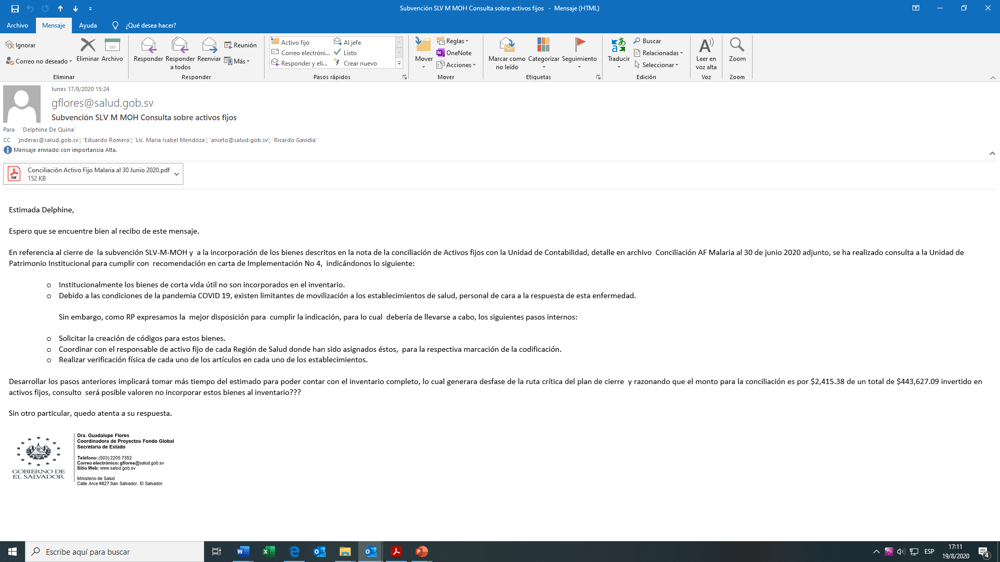 Subvención SLV M MOH Consulta sobre activos fijos - Mensaje (HTML)
Archivo Mensaje Ayuda ¿Qué desea hacer?
Ignorar
Correo no deseado
Eliminar Archivo
Eliminar
Responder Responder a todos Reenviar
Reunión
Más
Responder
Activo fijo Al jefe
Correo electróni... Listo
Responder y eli... Crear nuevo
Pasos rápidos
Mover
Reglas
OneNote
Acciones
Mover
Marcar como no leído Categorizar Seguimiento
Etiquetas
Traducir
Buscar
Relacionadas
Seleccionar
Edición
Leer en voz alta
Voz
Zoom
Zoom
lunes 17/8/2020 15:24
gflores@salud.gob.sv
Subvención SLV M MOH Consulta sobre activos fijos
Para 'Delphine De Quina'
CC 'jnderas@salud.gob.sv'; 'Eduardo Romero'; 'Lic. Maria Isabel Mendoza'; 'anieto@salud.gob.sv'; 'Ricardo Gavidia'
Mensaje enviado con importancia Alta.
PDF
Conciliación Activo Fijo Malaria al 30 Junio 2020.pdf
152 KB
Estimada Delphine,
Espero que se encuentre bien al recibo de este mensaje.
En referencia al cierre de la subvención SLV-M-MOH y a la incorporación de los bienes descritos en la nota de la conciliación de Activos fijos con la Unidad de Contabilidad, detalle en archivo Conciliación AF Malaria al 30 de junio 2020 adjunto, se ha realizado consulta a la Unidad de
Patrimonio Institucional para cumplir con recomendación en carta de Implementación No 4, indicándonos lo siguiente:
o Institucionalmente los bienes de corta vida útil no son incorporados en el inventario.
o Debido a las condiciones de la pandemia COVID 19, existen limitantes de movilización a los establecimientos de salud, personal de cara a la respuesta de esta enfermedad.
Sin embargo, como RP expresamos la mejor disposición para cumplir la indicación, para lo cual debería de llevarse a cabo, los siguientes pasos internos:
o Solicitar la creación de códigos para estos bienes.
o Coordinar con el responsable de activo fijo de cada Región de Salud donde han sido asignados éstos, para la respectiva marcación de la codificación.
o Realizar verificación física de cada uno de los artículos en cada uno de los establecimientos.
Desarrollar los pasos anteriores implicará tomar más tiempo del estimado para poder contar con el inventario completo, lo cual generara desfase de la ruta crítica del plan de cierre y razonando que el monto para la conciliación es por $2,415.38 de un total de $443,627.09 invertido en
activos fijos, consulto será posible valoren no incorporar estos bienes al inventario???
Sin otro particular, quedo atenta a su respuesta.
GOBIERNO DE
EL SALVADOR
Dra. Guadalupe Flores
Coordinadora de Proyectos Fondo Global
Secretaria de Estado
Teléfono: (503) 2205 7352
Correo electrónico: gflores@salud.gob.sv
Sitio Web: www.salud.gob.sv
Ministerio de Salud
Calle Arce #827 San Salvador, El Salvador
Escribe aquí para buscar
ESP
17:11
19/8/2020
4